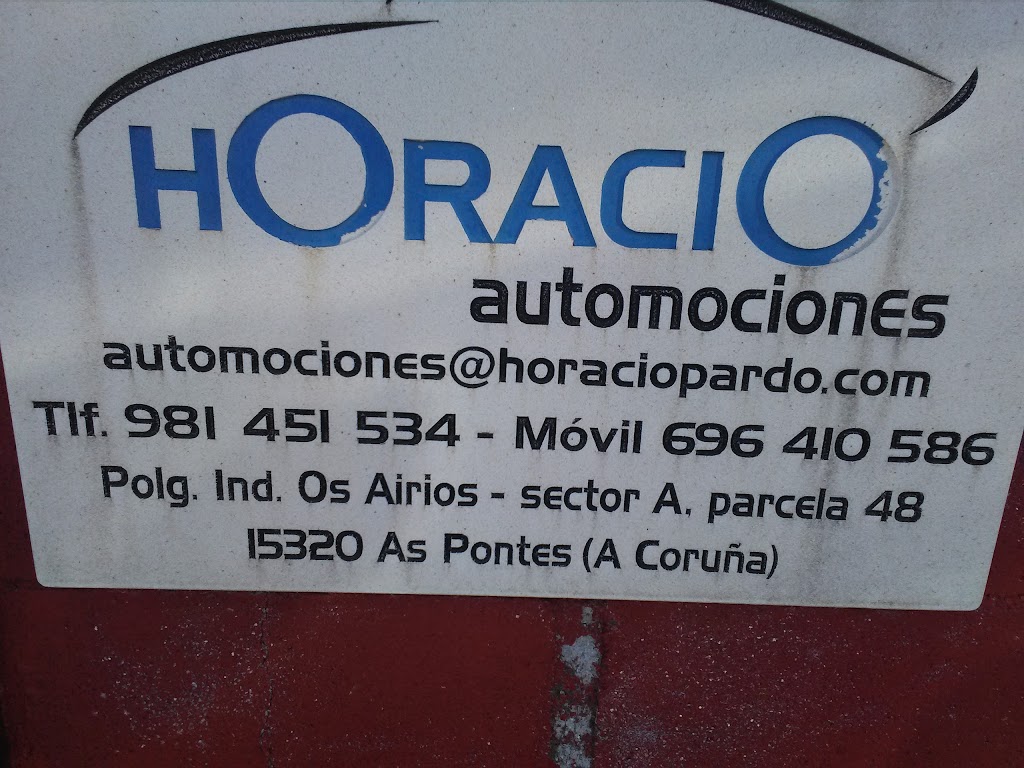 HORACIO
automociones
automociones@horaciopardo.com
Tlf. 981 451 534 - Móvil 696 410 586
Polg. Ind. Os Airios - sector A, parcela 48
15320 As Pontes (A Coruña)